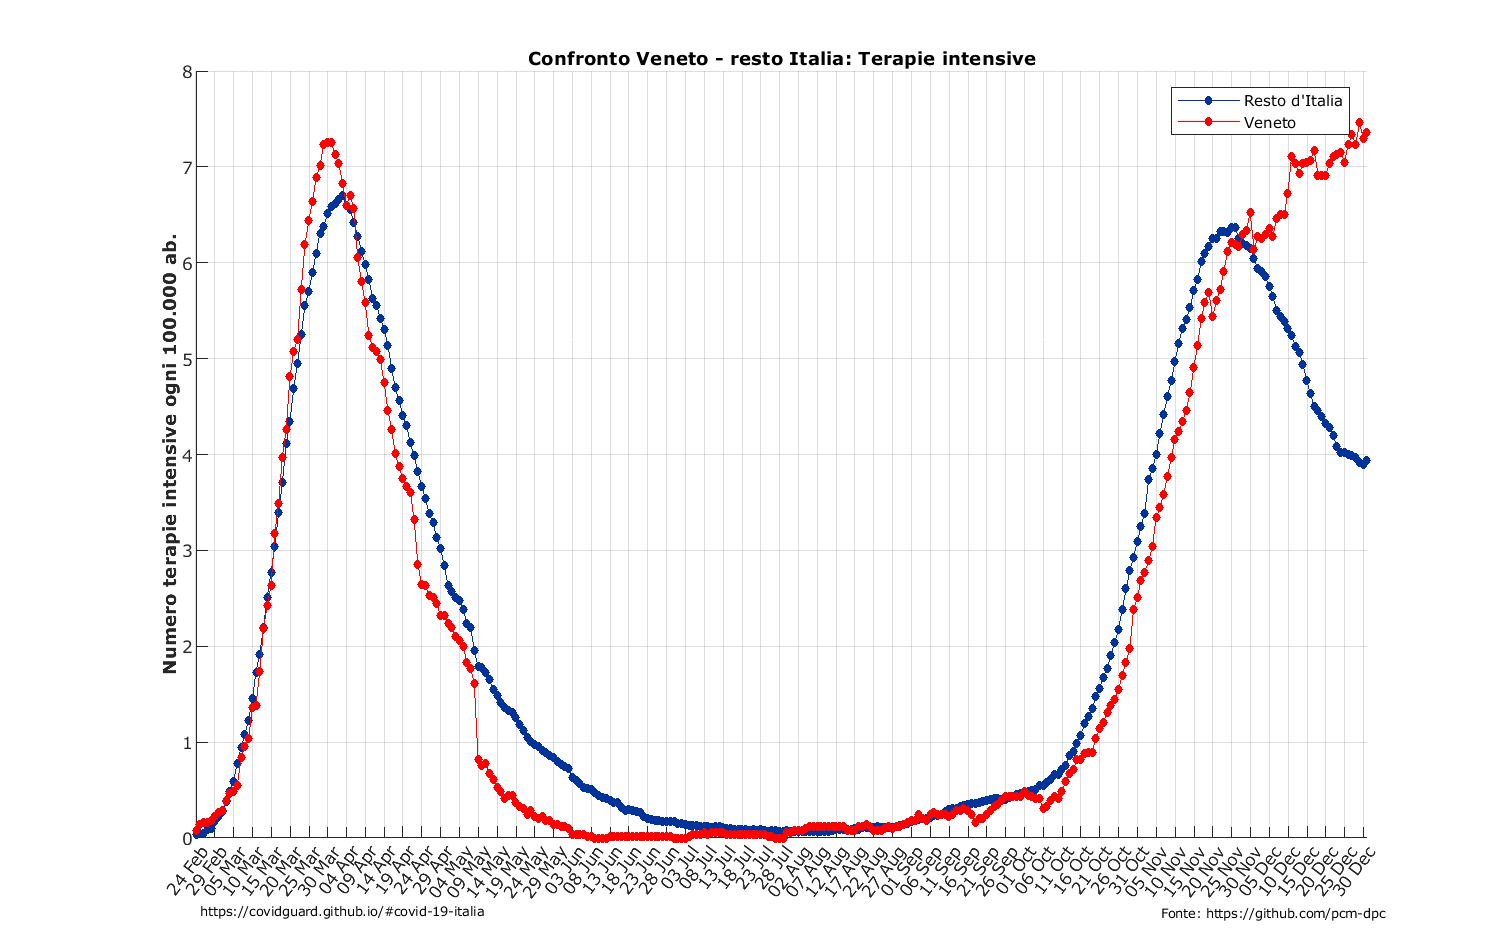 Confronto Veneto - resto Italia: Terapie intensive
Resto d'Italia
Veneto
Numero terapie intensive ogni 100.000 ab.
8
7
6
5
4
3
2
1
0
24 Feb
29 Feb
05 Mar
10 Mar
15 Mar
20 Mar
25 Mar
30 Mar
04 Apr
09 Apr
14 Apr
19 Apr
24 Apr
29 Apr
04 May
09 May
14 May
19 May
24 May
29 May
03 Jun
08 Jun
13 Jun
18 Jun
23 Jun
28 Jun
03 Jul
08 Jul
13 Jul
18 Jul
23 Jul
28 Jul
02 Aug
07 Aug
12 Aug
17 Aug
22 Aug
27 Aug
01 Sep
06 Sep
11 Sep
16 Sep
21 Sep
26 Sep
01 Oct
06 Oct
11 Oct
16 Oct
21 Oct
26 Oct
31 Oct
05 Nov
10 Nov
15 Nov
20 Nov
25 Nov
30 Nov
05 Dec
10 Dec
15 Dec
20 Dec
25 Dec
30 Dec
https://covidguard.github.io/#covid-19-italia
Fonte: https://github.com/pcm-dpc